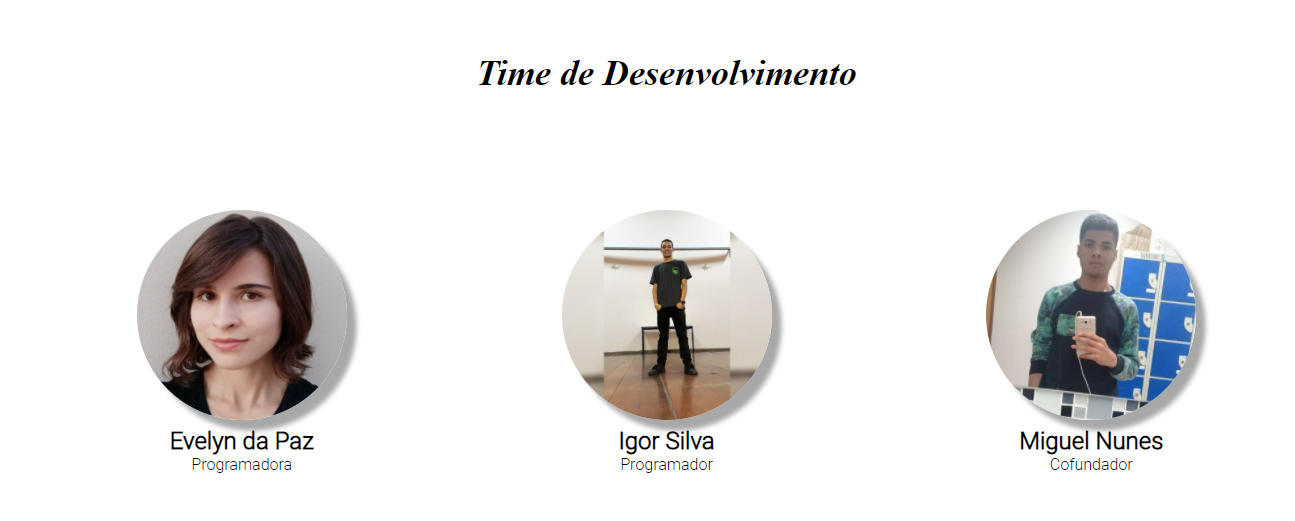 Time de Desenvolvimento
Evelyn da Paz
Programadora
Igor Silva
Programador
Miguel Nunes
Cofundador